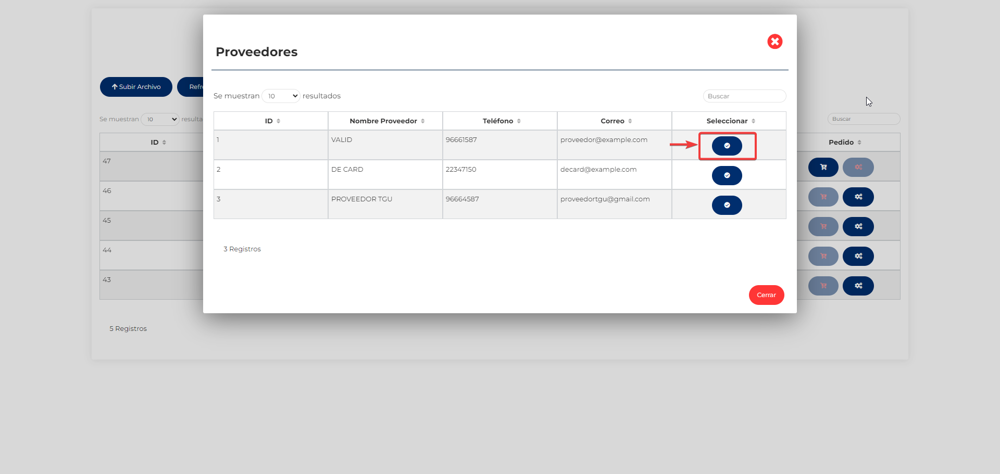 Proveedores
Subir Archivo
Refr
Se muestran 10 resultados
Buscar
Se muestran 10 resulta
Buscar
ID Nombre Proveedor Teléfono Correo Seleccionar
1 VALID 96661587 proveedor@example.com
2 DE CARD 22347150 decard@example.com
3 PROVEEDOR TGU 96664587 proveedortgu@gmail.com
3 Registros
Cerrar
ID Pedido
47
46
45
44
43
5 Registros